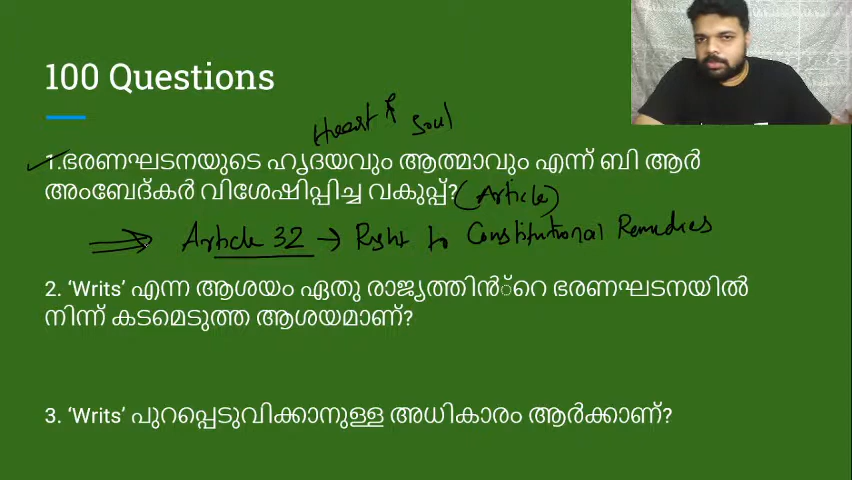 100 Questions
Heart & Soul
1.ഭരണഘടനയുടെ ഹൃദയവും ആത്മാവും എന്ന് ബി ആർ
അംബേദ്കർ വിശേഷിപ്പിച്ച വകുപ്പ്? (Article)
Article 32 → Right to Constitutional Remedies
2. ‘Writs’ എന്ന ആശയം ഏതു രാജ്യത്തിൻ്റെ ഭരണഘടനയിൽ
നിന്ന് കടമെടുത്ത ആശയമാണ്?
3. ‘Writs’ പുറപ്പെടുവിക്കാനുള്ള അധികാരം ആർക്കാണ്?